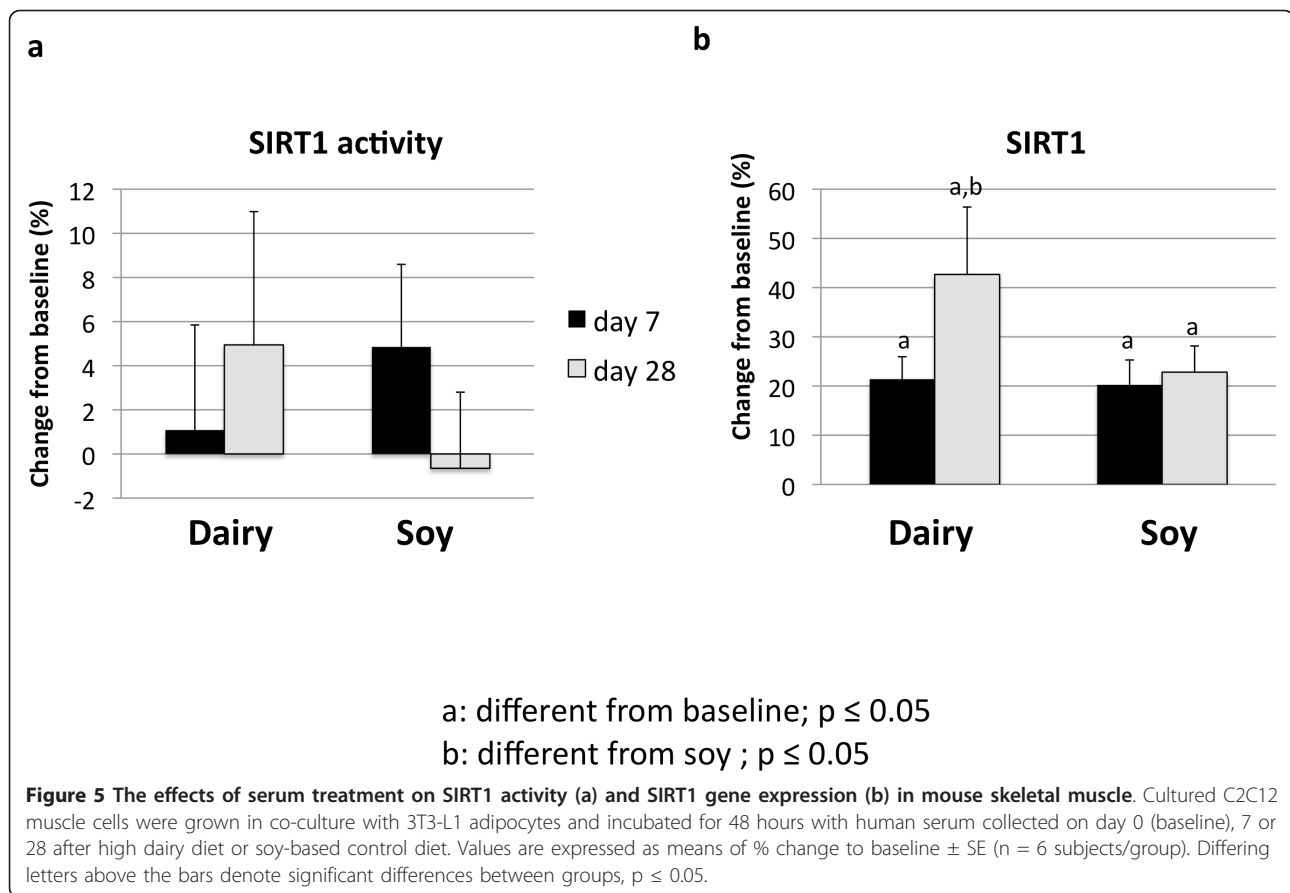 a
SIRT1 activity
Change from baseline (%)
12
10
8
6
4
2
0
-2
Dairy
Soy
day 7
day 28
b
SIRT1
Change from baseline (%)
60
50
40
30
20
10
0
a
a,b
a
a
Dairy
Soy
a: different from baseline; p ≤ 0.05
b: different from soy ; p ≤ 0.05
Figure 5 The effects of serum treatment on SIRT1 activity (a) and SIRT1 gene expression (b) in mouse skeletal muscle. Cultured C2C12
muscle cells were grown in co-culture with 3T3-L1 adipocytes and incubated for 48 hours with human serum collected on day 0 (baseline), 7 or
28 after high dairy diet or soy-based control diet. Values are expressed as means of % change to baseline ± SE (n = 6 subjects/group). Differing
letters above the bars denote significant differences between groups, p ≤ 0.05.